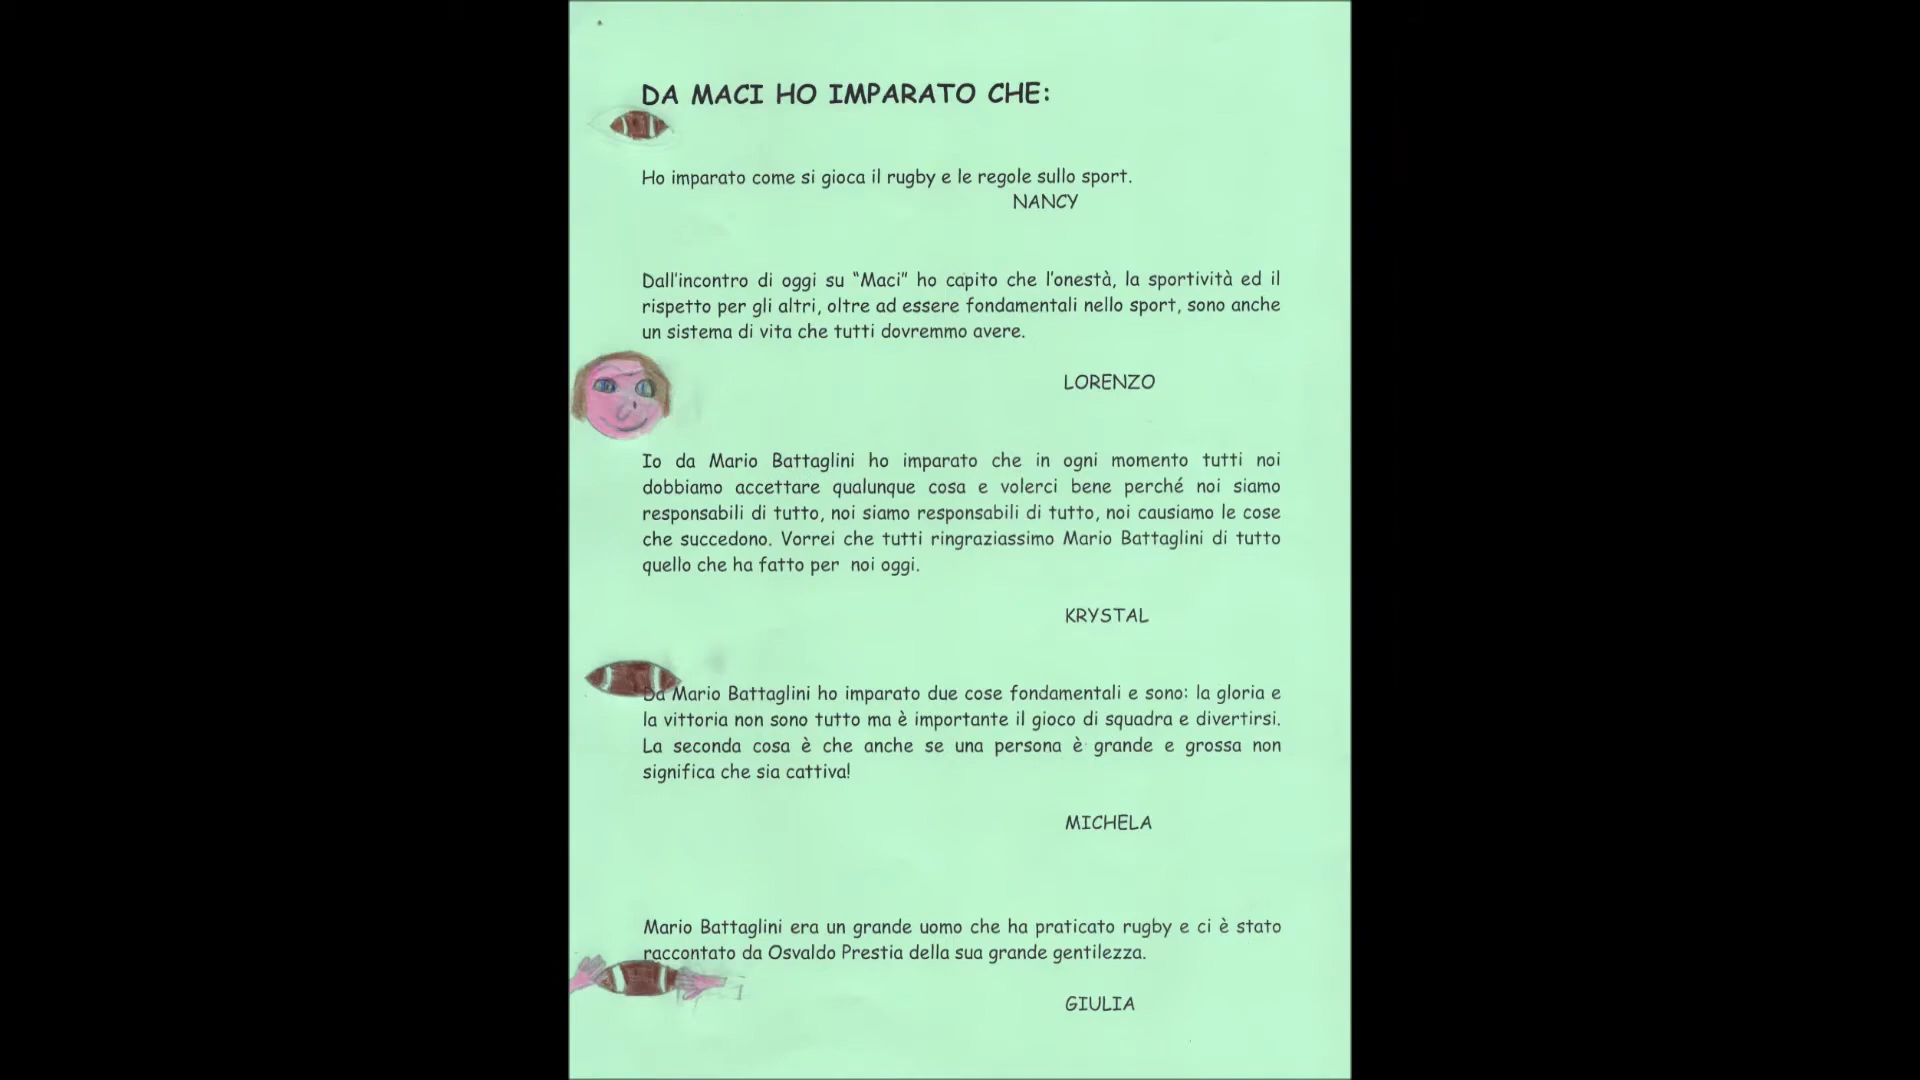 DA MACI HO IMPARATO CHE:
Ho imparato come si gioca il rugby e le regole sullo sport.
NANCY
Dall'incontro di oggi su “Maci” ho capito che l'onestà, la sportività ed il
rispetto per gli altri, oltre ad essere fondamentali nello sport, sono anche
un sistema di vita che tutti dovremmo avere.
LORENZO
Io da Mario Battaglini ho imparato che in ogni momento tutti noi
dobbiamo accettare qualunque cosa e volerci bene perché noi siamo
responsabili di tutto, noi siamo responsabili di tutto, noi causiamo le cose
che succedono. Vorrei che tutti ringraziassimo Mario Battaglini di tutto
quello che ha fatto per noi oggi.
KRYSTAL
Da Mario Battaglini ho imparato due cose fondamentali e sono: la gloria e
la vittoria non sono tutto ma è importante il gioco di squadra e divertirsi.
La seconda cosa è che anche se una persona è grande e grossa non
significa che sia cattiva!
MICHELA
Mario Battaglini era un grande uomo che ha praticato rugby e ci è stato
raccontato da Osvaldo Prestia della sua grande gentilezza.
GIULIA